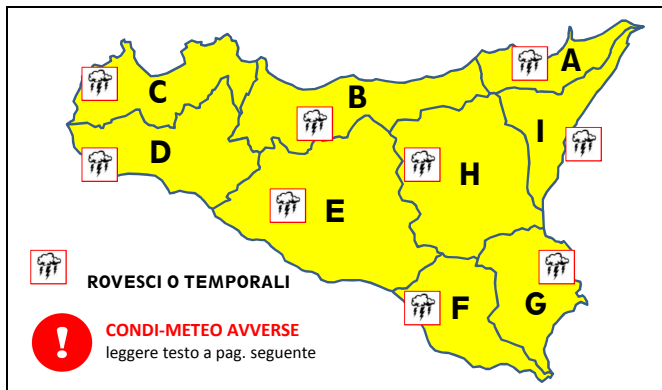 A
C
B
I
D
H
E
F
G
ROVESCI O TEMPORALI
!
CONDI-METEO AVVERSE
leggere testo a pag. seguente